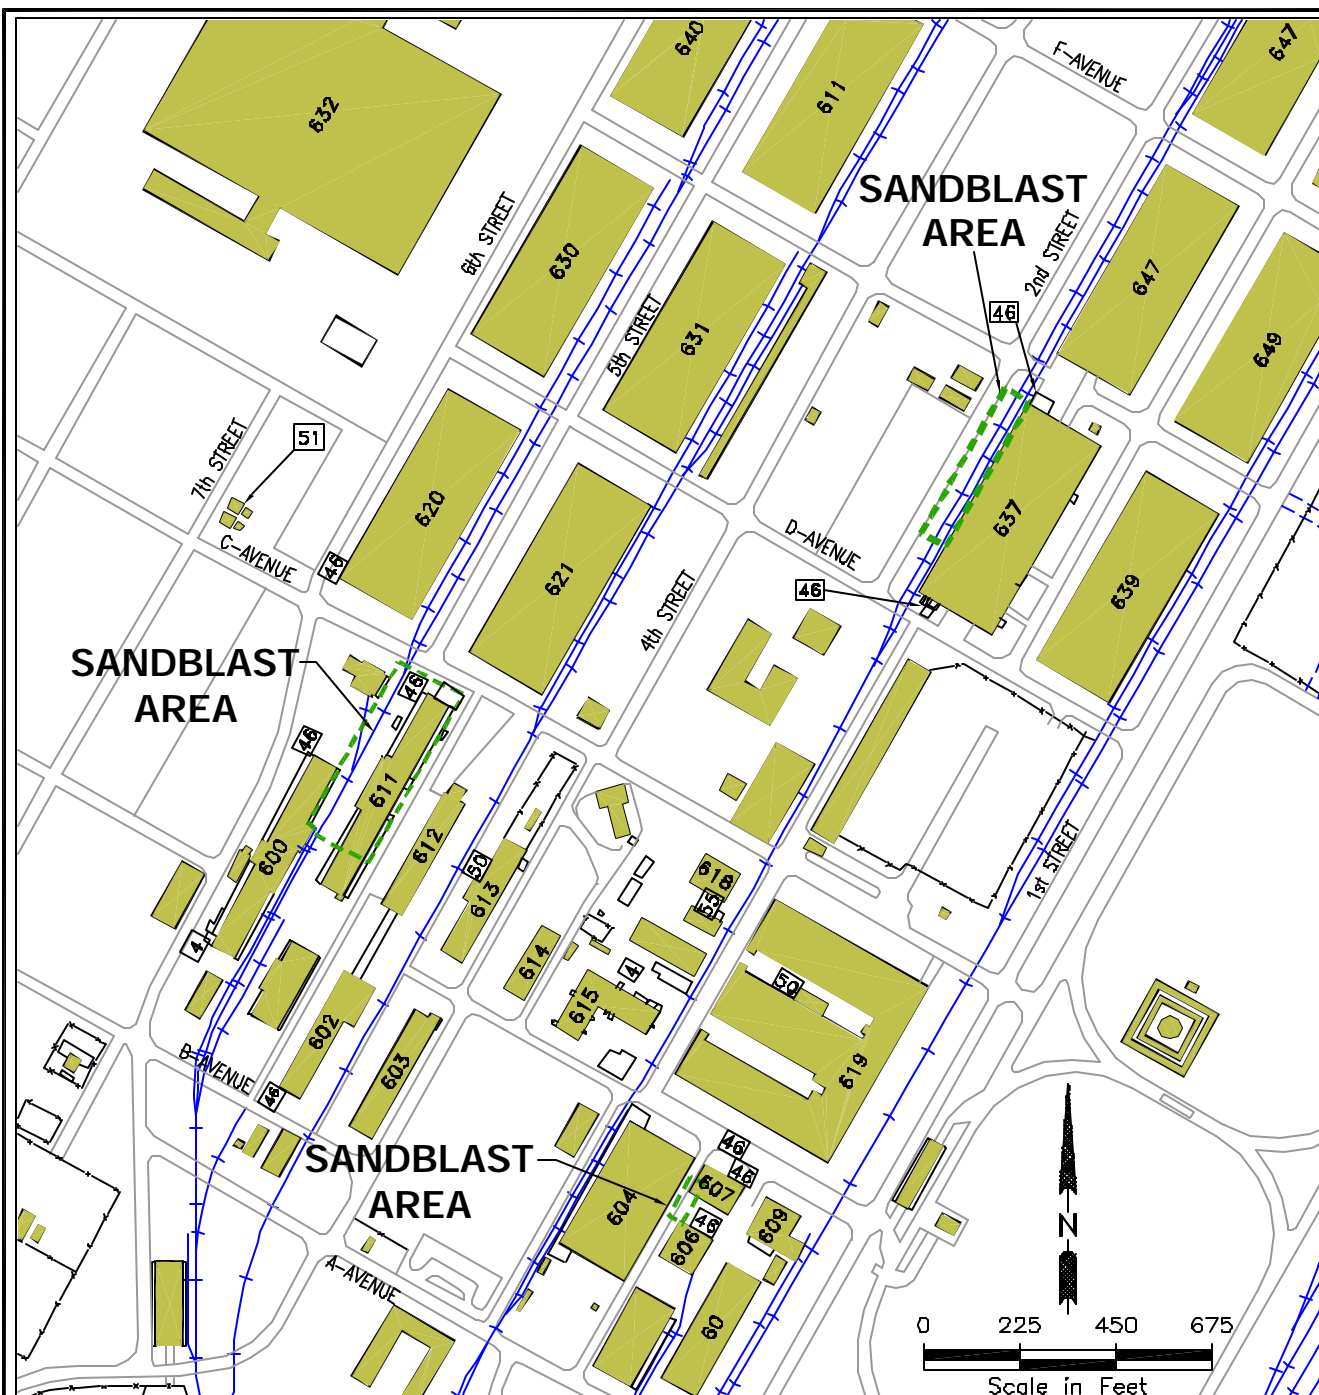 640
647
F-AVENUE
611
632
SANDBLAST
AREA
6th STREET
2nd STREET
630
647
46
5th STREET
631
649
7th STREET
51
620
637
D-AVENUE
C-AVENUE
46
621
639
46
4th STREET
SANDBLAST
AREA
46
46
611
612
600
50
613
618
55
1st STREET
4
614
4
50
615
602
603
619
B-AVENUE
46
SANDBLAST
AREA
46
46
607
604
46
606
609
A-AVENUE
60
N
0 225 450 675
Scale in Feet